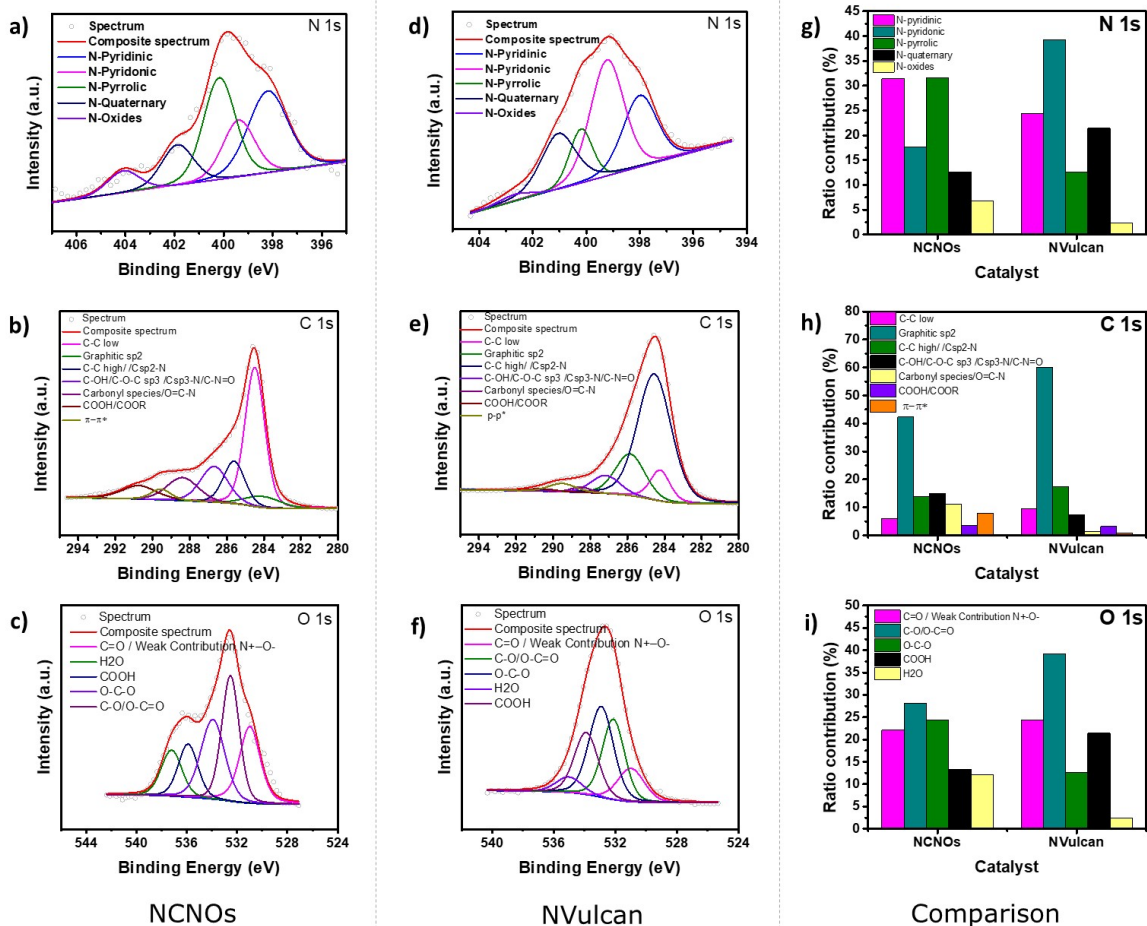 a)
N 1s
Spectrum
Composite spectrum
N-Pyridinic
N-Pyridonic
N-Pyrrolic
N-Quaternary
N-Oxides
Intensity (a.u.)
406 404 402 400 398 396
Binding Energy (eV)
d)
N 1s
Spectrum
Composite spectrum
N-Pyridinic
N-Pyridonic
N-Pyrrolic
N-Quaternary
N-Oxides
Intensity (a.u.)
404 402 400 398 396 394
Binding Energy (eV)
g)
N 1s
N-pyridinic
N-pyridonic
N-pyrrolic
N-quaternary
N-oxides
Ratio contribution (%)
45
40
35
30
25
20
15
10
5
0
NCNOs NVulcan
Catalyst
b)
C 1s
Spectrum
Composite spectrum
C-C low
Graphitic sp2
C-C high/ /Csp2-N
C-OH/C-O-C sp3 /Csp3-N/C-N=O
Carbonyl species/O=C-N
COOH/COOR
π−π*
Intensity (a.u.)
294 292 290 288 286 284 282 280
Binding Energy (eV)
e)
C 1s
Spectrum
Composite spectrum
C-C low
Graphitic sp2
C-C high/ /Csp2-N
C-OH/C-O-C sp3 /Csp3-N/C-N=O
Carbonyl species/O=C-N
COOH/COOR
p-p*
Intensity (a.u.)
294 292 290 288 286 284 282 280
Binding Energy (eV)
h)
C 1s
C-C low
Graphitic sp2
C-C high/ /Csp2-N
C-OH/C-O-C sp3 /Csp3-N/C-N=O
Carbonyl species/O=C-N
COOH/COOR
π−π*
Ratio contribution (%)
80
70
60
50
40
30
20
10
0
NCNOs NVulcan
Catalyst
c)
O 1s
Spectrum
Composite spectrum
C=O / Weak Contribution N+–O-
H2O
COOH
O-C-O
C-O/O-C=O
Intensity (a.u.)
544 540 536 532 528 524
Binding Energy (eV)
f)
O 1s
Spectrum
Composite spectrum
C=O / Weak Contribution N+–O-
C-O/O-C=O
O-C-O
H2O
COOH
Intensity (a.u.)
540 536 532 528 524
Binding Energy (eV)
i)
O 1s
C=O / Weak Contribution N+-O-
C-O/O-C=O
O-C-O
COOH
H2O
Ratio contribution (%)
50
45
40
35
30
25
20
15
10
5
0
NCNOs NVulcan
Catalyst
NCNOs
NVulcan
Comparison